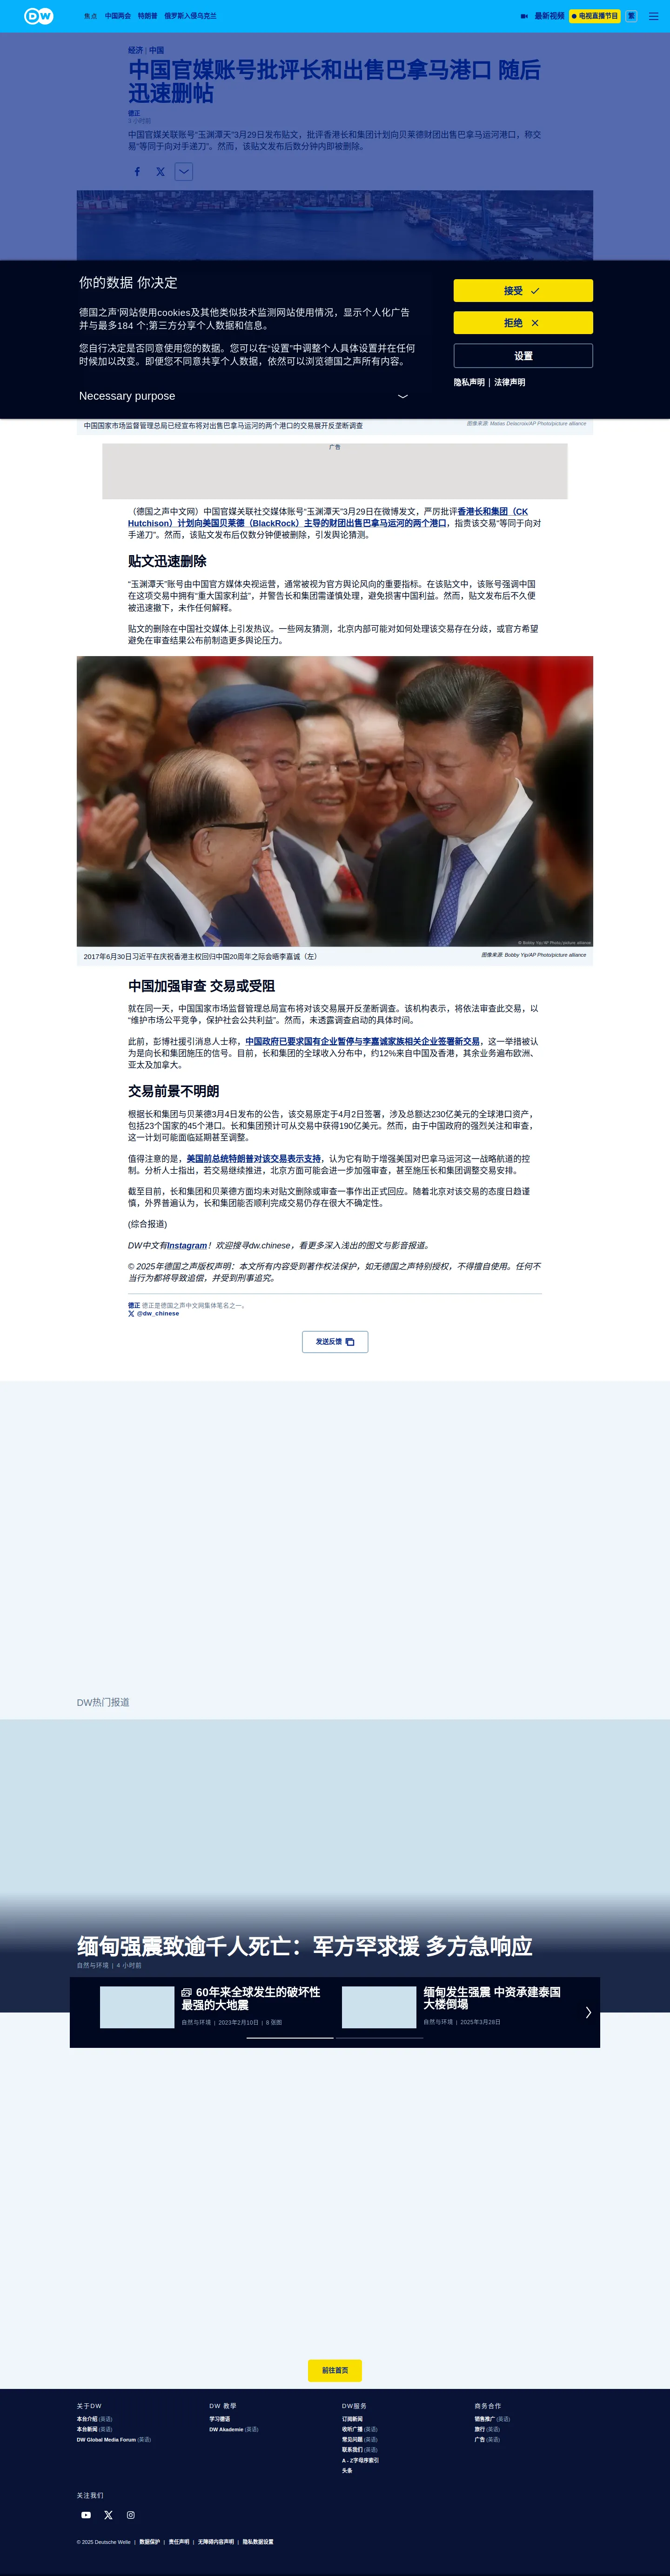 DW
焦点 中国两会 特朗普 俄罗斯入侵乌克兰
最新视频 电视直播节目 繁
经济 | 中国
中国官媒账号批评长和出售巴拿马港口 随后
迅速删帖
德正
3 小时前
中国官媒关联账号“玉渊潭天”3月29日发布贴文，批评香港长和集团计划向贝莱德财团出售巴拿马运河港口，称交
易“等同于向对手递刀”。然而，该贴文发布后数分钟内即被删除。
你的数据 你决定
德国之声‘网站使用cookies及其他类似技术监测网站使用情况，显示个人化广告
并与最多184 个;第三方分享个人数据和信息。
您自行决定是否同意使用您的数据。您可以在“设置”中调整个人具体设置并在任何
时候加以改变。即便您不同意共享个人数据，依然可以浏览德国之声所有内容。
Necessary purpose
接受
拒绝
设置
隐私声明 | 法律声明
中国国家市场监督管理总局已经宣布将对出售巴拿马运河的两个港口的交易展开反垄断调查
图像来源: Matias Delacroix/AP Photo/picture alliance
广告
（德国之声中文网）中国官媒关联社交媒体账号“玉渊潭天”3月29日在微博发文，严厉批评香港长和集团（CK
Hutchison）计划向美国贝莱德（BlackRock）主导的财团出售巴拿马运河的两个港口，指责该交易“等同于向对
手递刀”。然而，该贴文发布后仅数分钟便被删除，引发舆论猜测。
贴文迅速删除
“玉渊潭天”账号由中国官方媒体央视运营，通常被视为官方舆论风向的重要指标。在该贴文中，该账号强调中国
在这项交易中拥有“重大国家利益”，并警告长和集团需谨慎处理，避免损害中国利益。然而，贴文发布后不久便
被迅速撤下，未作任何解释。
贴文的删除在中国社交媒体上引发热议。一些网友猜测，北京内部可能对如何处理该交易存在分歧，或官方希望
避免在审查结果公布前制造更多舆论压力。
© Bobby Yip/AP Photo/picture alliance
2017年6月30日习近平在庆祝香港主权回归中国20周年之际会晤李嘉诚（左）
图像来源: Bobby Yip/AP Photo/picture alliance
中国加强审查 交易或受阻
就在同一天，中国国家市场监督管理总局宣布将对该交易展开反垄断调查。该机构表示，将依法审查此交易，以
“维护市场公平竞争，保护社会公共利益”。然而，未透露调查启动的具体时间。
此前，彭博社援引消息人士称，中国政府已要求国有企业暂停与李嘉诚家族相关企业签署新交易，这一举措被认
为是向长和集团施压的信号。目前，长和集团的全球收入分布中，约12%来自中国及香港，其余业务遍布欧洲、
亚太及加拿大。
交易前景不明朗
根据长和集团与贝莱德3月4日发布的公告，该交易原定于4月2日签署，涉及总额达230亿美元的全球港口资产，
包括23个国家的45个港口。长和集团预计可从交易中获得190亿美元。然而，由于中国政府的强烈关注和审查，
这一计划可能面临延期甚至调整。
值得注意的是，美国前总统特朗普对该交易表示支持，认为它有助于增强美国对巴拿马运河这一战略航道的控
制。分析人士指出，若交易继续推进，北京方面可能会进一步加强审查，甚至施压长和集团调整交易安排。
截至目前，长和集团和贝莱德方面均未对贴文删除或审查一事作出正式回应。随着北京对该交易的态度日趋谨
慎，外界普遍认为，长和集团能否顺利完成交易仍存在很大不确定性。
(综合报道)
DW中文有Instagram！欢迎搜寻dw.chinese，看更多深入浅出的图文与影音报道。
© 2025年德国之声版权声明：本文所有内容受到著作权法保护，如无德国之声特别授权，不得擅自使用。任何不
当行为都将导致追偿，并受到刑事追究。
德正 德正是德国之声中文网集体笔名之一。
@dw_chinese
发送反馈
DW热门报道
缅甸强震致逾千人死亡：军方罕求援 多方急响应
自然与环境 | 4 小时前
60年来全球发生的破坏性
最强的大地震
自然与环境 | 2023年2月10日 | 9 张图
缅甸发生强震 中资承建泰国
大楼倒塌
自然与环境 | 2025年3月28日
前往首页
关于DW
本台介绍 (英语)
本台新闻 (英语)
DW Global Media Forum (英语)
DW 教學
学习德语
DW Akademie (英语)
DW服务
订阅新闻
收听广播 (英语)
常见问题 (英语)
联系我们 (英语)
A - Z字母序索引
头条
商务合作
销售推广 (英语)
旅行 (英语)
广告 (英语)
关注我们
© 2025 Deutsche Welle | 数据保护 | 责任声明 | 无障碍内容声明 | 隐私数据设置